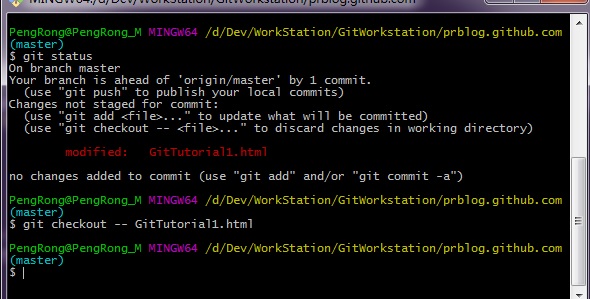 MINGW64:/d/Dev/WorkStation/GitWorkstation/prblog.github.com
PengRong@PengRong_M MINGW64 /d/Dev/WorkStation/GitWorkstation/prblog.github.com
(master)
$ git status
On branch master
Your branch is ahead of 'origin/master' by 1 commit.
  (use "git push" to publish your local commits)
Changes not staged for commit:
  (use "git add <file>..." to update what will be committed)
  (use "git checkout -- <file>..." to discard changes in working directory)
        modified:   GitTutorial1.html
no changes added to commit (use "git add" and/or "git commit -a")
PengRong@PengRong_M MINGW64 /d/Dev/WorkStation/GitWorkstation/prblog.github.com
(master)
$ git checkout -- GitTutorial1.html
PengRong@PengRong_M MINGW64 /d/Dev/WorkStation/GitWorkstation/prblog.github.com
(master)
$